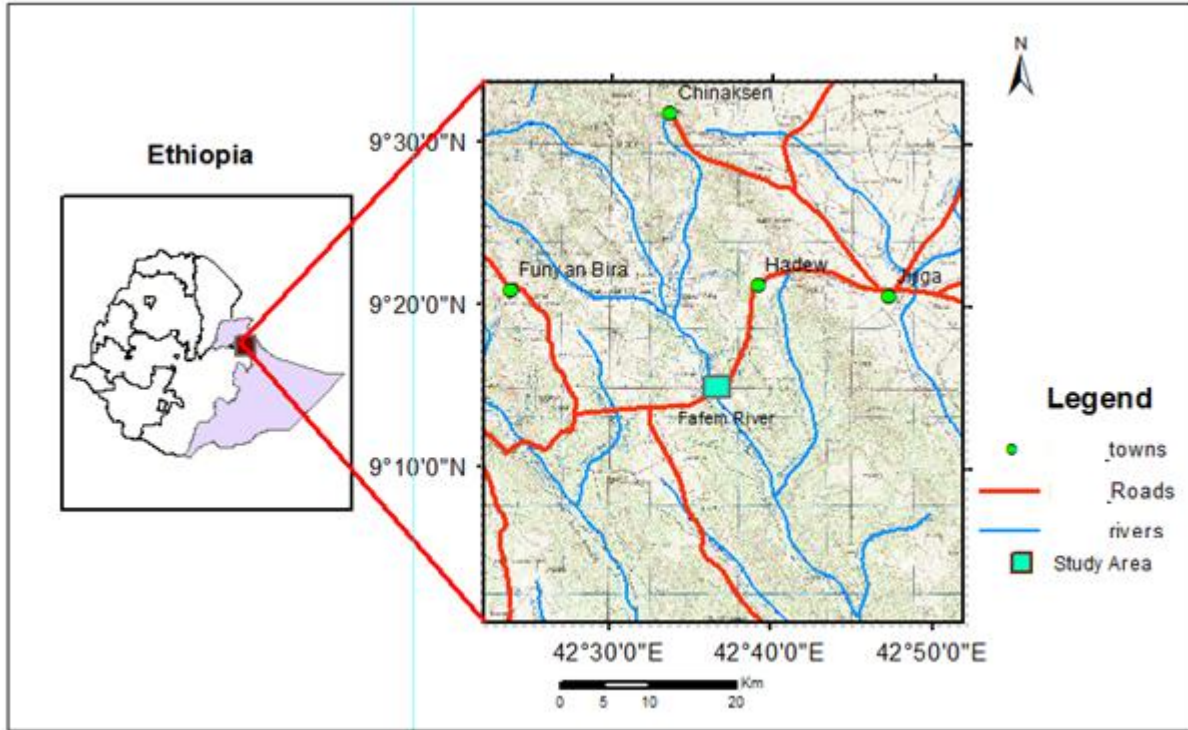 N
Chinaksen
9°30'0"N
Ethiopia
Funyan Bira
Hadew
Jijga
9°20'0"N
Legend
Fafem River
towns
9°10'0"N
Roads
rivers
Study Area
42°30'0"E
42°40'0"E
42°50'0"E
Km
0 5 10 20